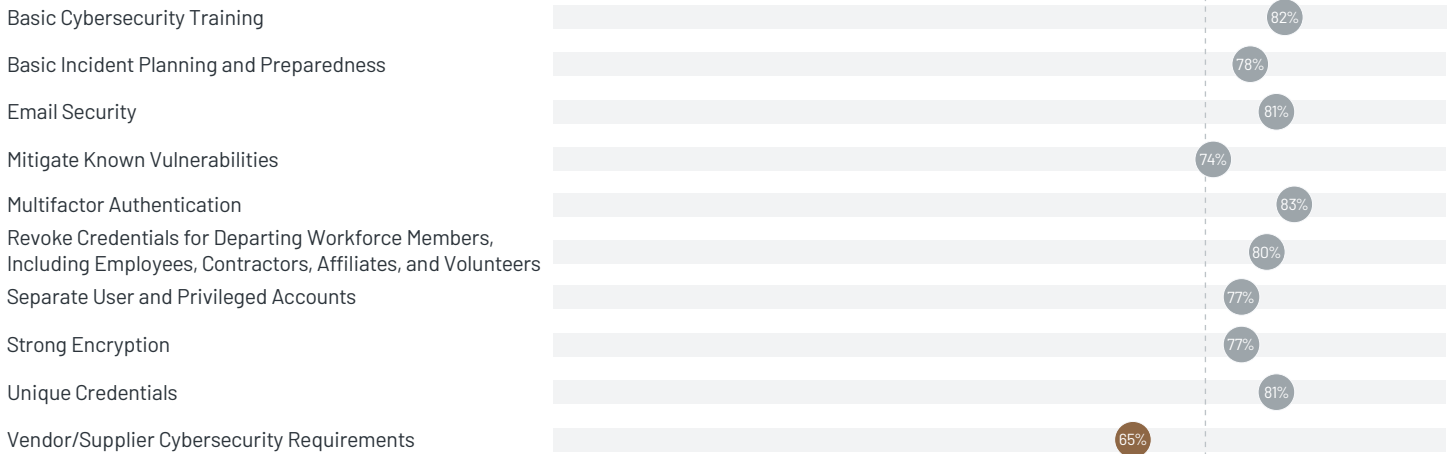 Basic Cybersecurity Training 82%
Basic Incident Planning and Preparedness 78%
Email Security 81%
Mitigate Known Vulnerabilities 74%
Multifactor Authentication 83%
Revoke Credentials for Departing Workforce Members,
Including Employees, Contractors, Affiliates, and Volunteers 80%
Separate User and Privileged Accounts 77%
Strong Encryption 77%
Unique Credentials 81%
Vendor/Supplier Cybersecurity Requirements 65%